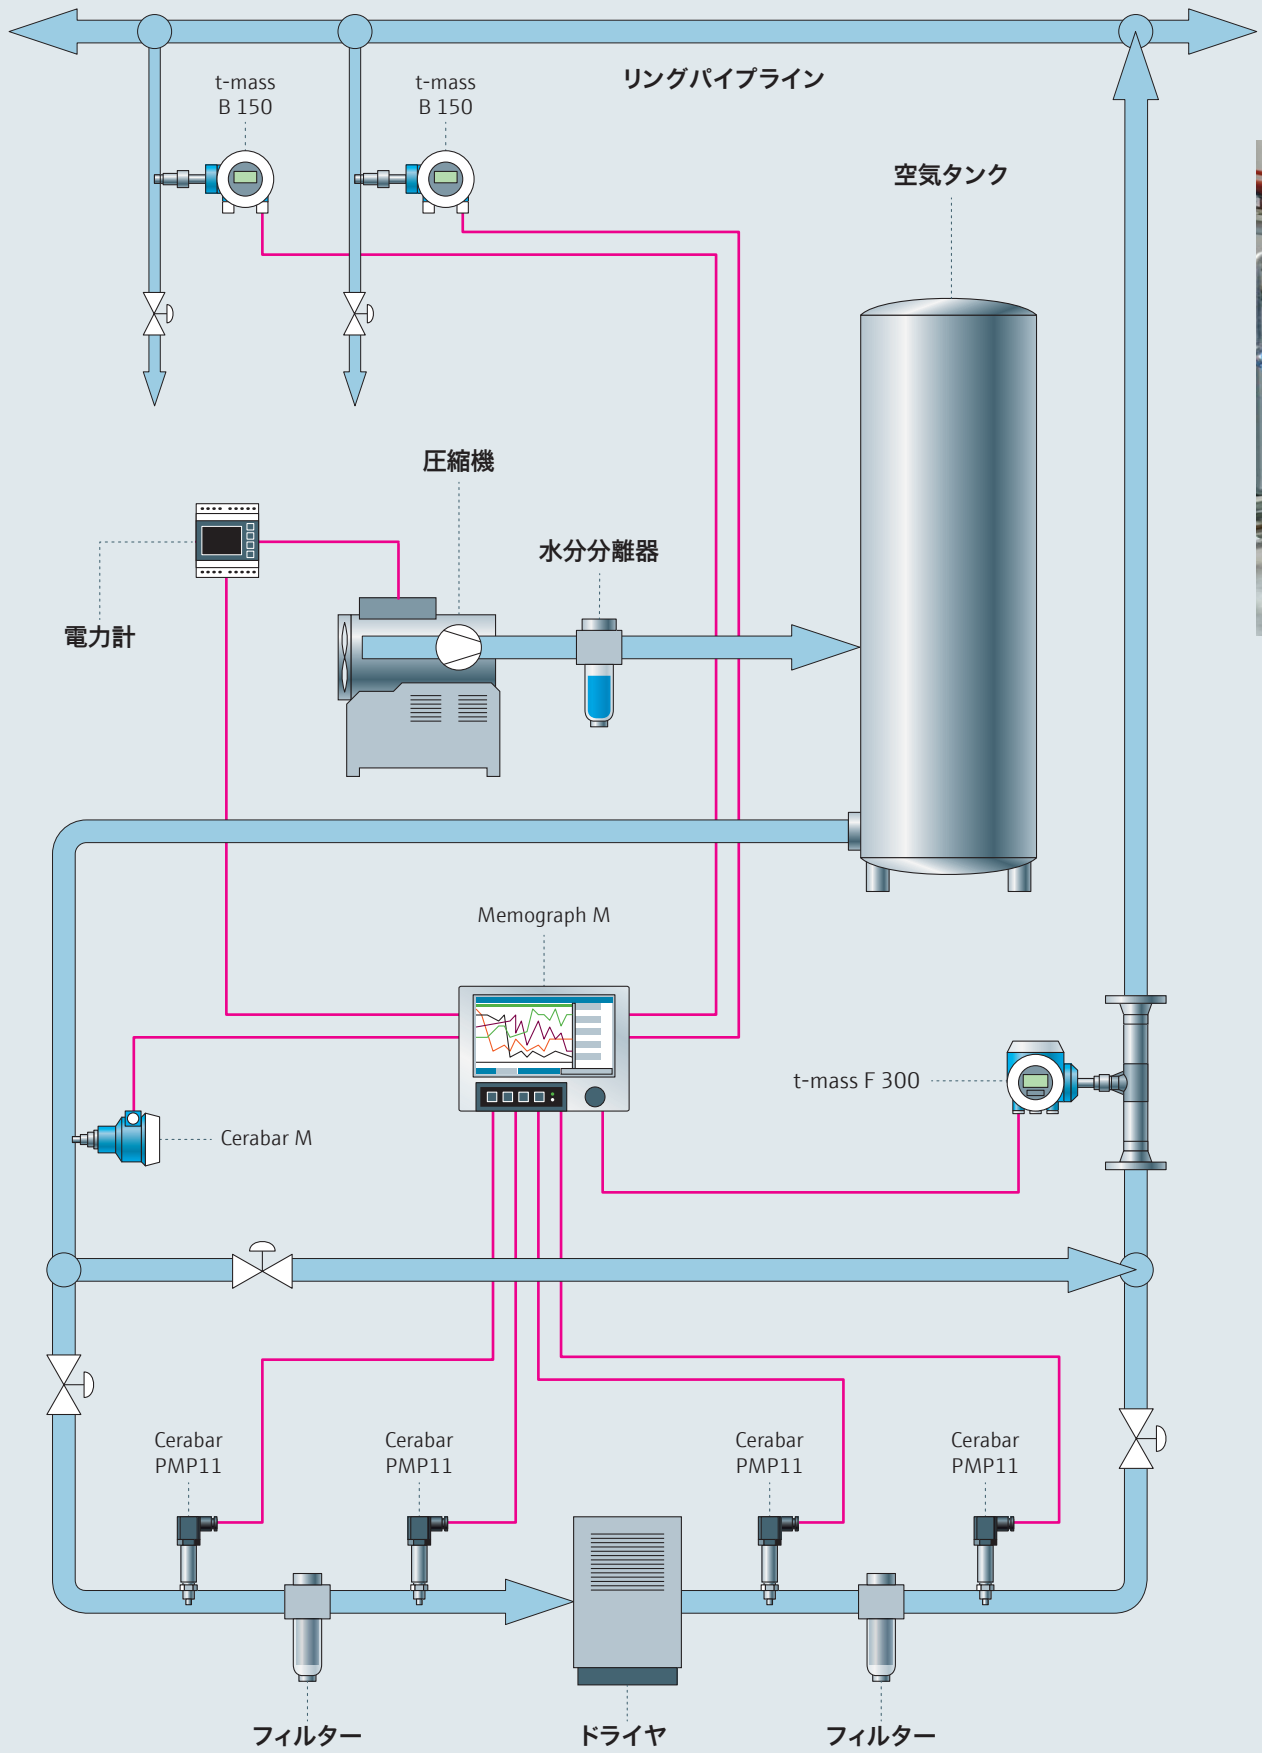 t-mass
B 150
t-mass
B 150
リングパイプライン
空気タンク
圧縮機
水分分離器
電力計
Memograph M
t-mass F 300
Cerabar M
Cerabar
PMP11
Cerabar
PMP11
Cerabar
PMP11
Cerabar
PMP11
フィルター
ドライヤ
フィルター